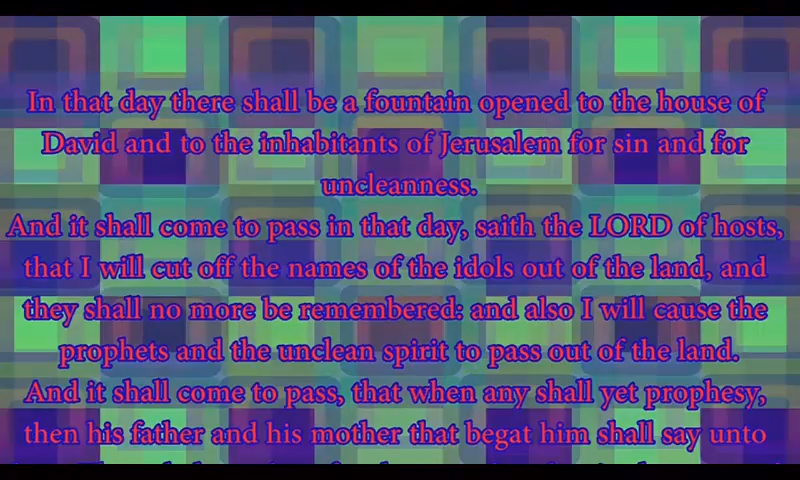 In that day there shall be a fountain opened to the house of
David and to the inhabitants of Jerusalem for sin and for
uncleanness.
And it shall come to pass in that day, saith the LORD of hosts,
that I will cut off the names of the idols out of the land, and
they shall no more be remembered: and also I will cause the
prophets and the unclean spirit to pass out of the land.
And it shall come to pass, that when any shall yet prophesy,
then his father and his mother that begat him shall say unto